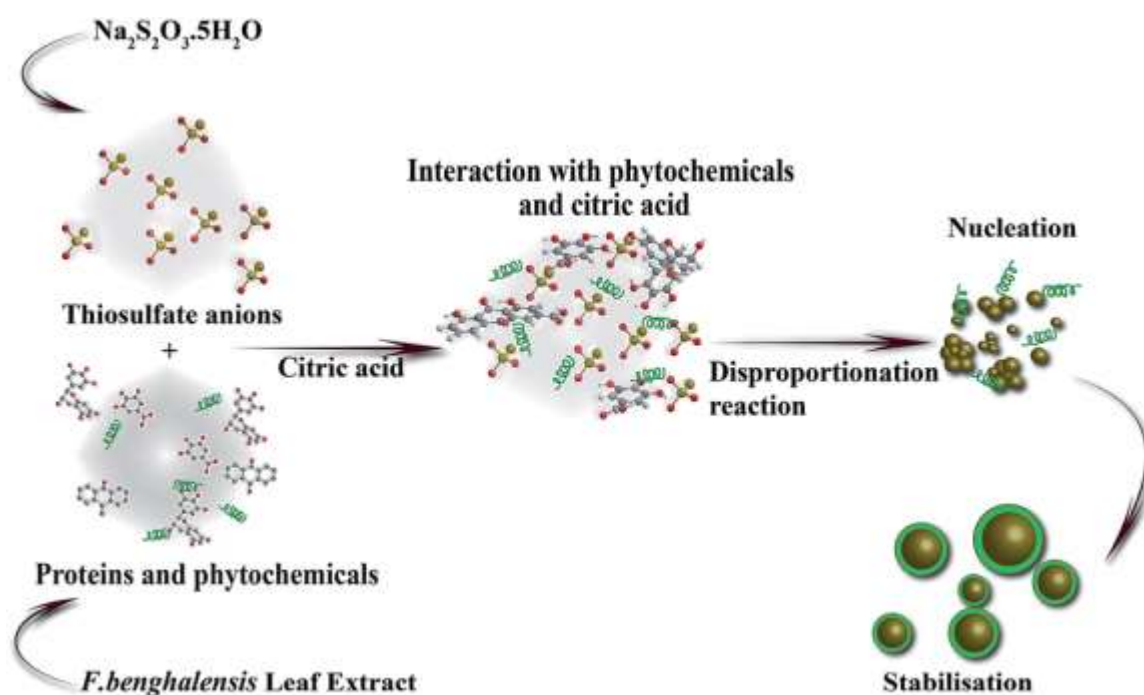 Na₂S₂O₃.5H₂O
Thiosulfate anions
+
Proteins and phytochemicals
F.benghalensis Leaf Extract
Citric acid
Interaction with phytochemicals
and citric acid
Disproportionation
reaction
Nucleation
Stabilisation